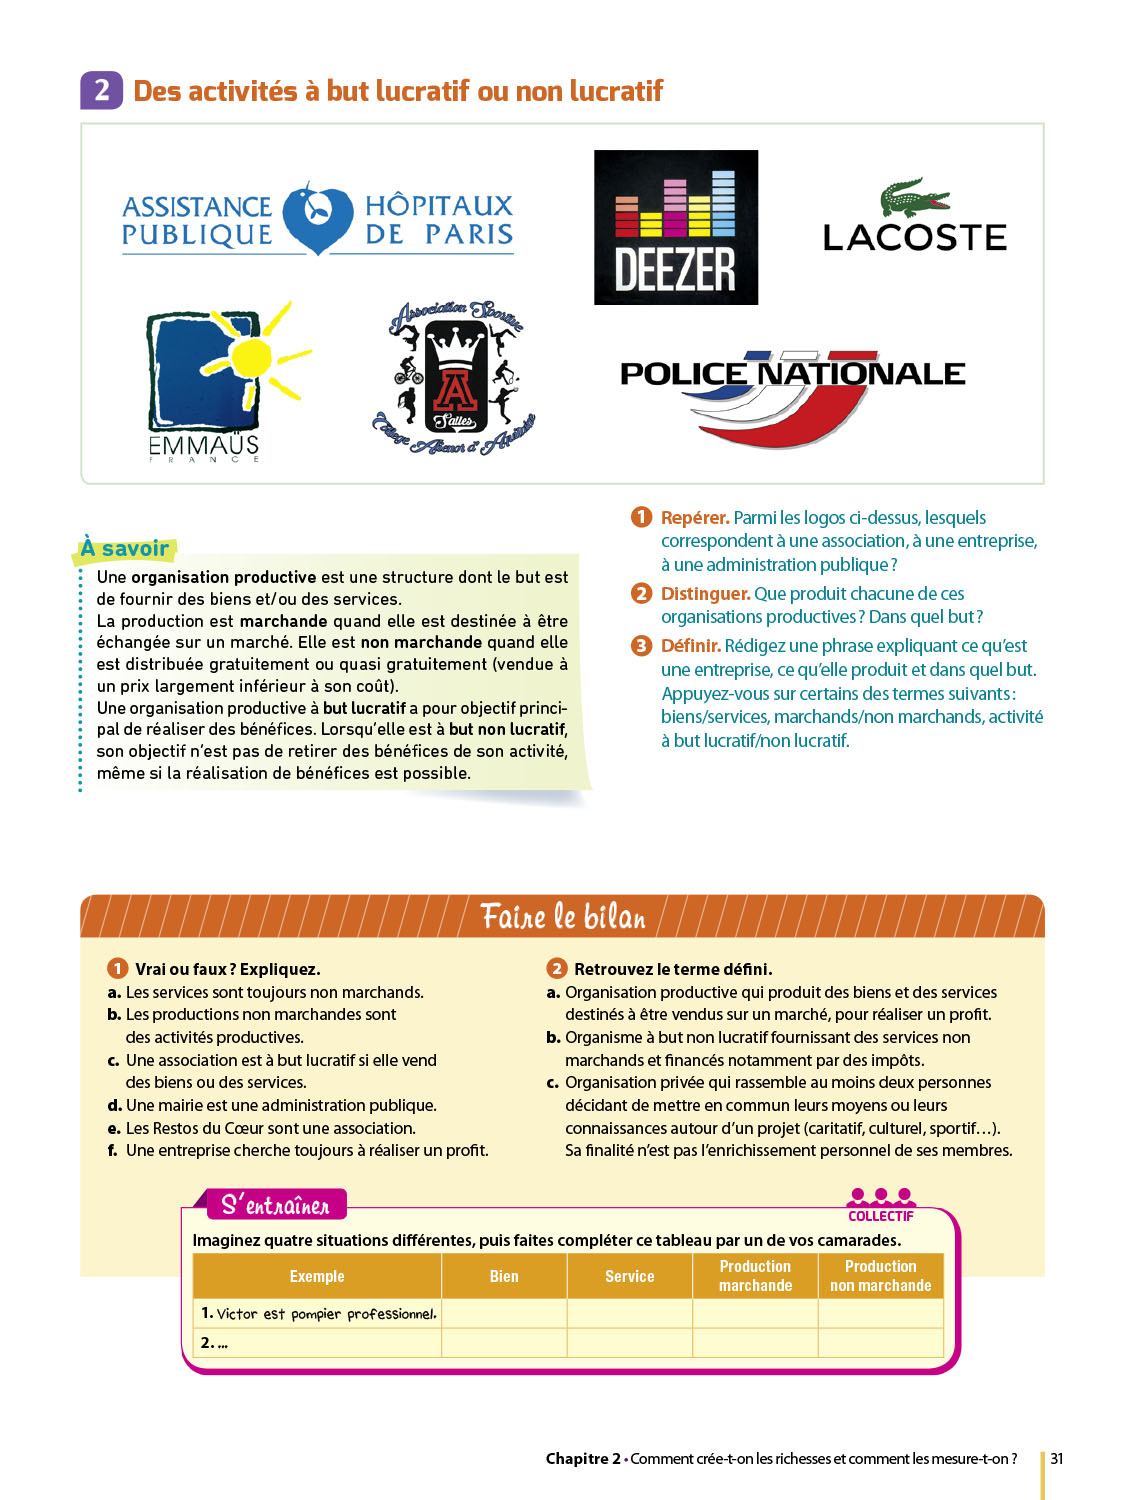 2 Des activités à but lucratif ou non lucratif
ASSISTANCE HÔPITAUX
PUBLIQUE DE PARIS
DEEZER
LACOSTE
EMMAÜS
FRANCE
Association Sportive
A
Salles
Collège Aliénor d'Aquitaine
POLICE NATIONALE
À savoir
Une organisation productive est une structure dont le but est
de fournir des biens et/ou des services.
La production est marchande quand elle est destinée à être
échangée sur un marché. Elle est non marchande quand elle
est distribuée gratuitement ou quasi gratuitement (vendue à
un prix largement inférieur à son coût).
Une organisation productive à but lucratif a pour objectif princi-
pal de réaliser des bénéfices. Lorsqu'elle est à but non lucratif,
son objectif n'est pas de retirer des bénéfices de son activité,
même si la réalisation de bénéfices est possible.
1 Repérer. Parmi les logos ci-dessus, lesquels
correspondent à une association, à une entreprise,
à une administration publique ?
2 Distinguer. Que produit chacune de ces
organisations productives ? Dans quel but ?
3 Définir. Rédigez une phrase expliquant ce qu'est
une entreprise, ce qu'elle produit et dans quel but.
Appuyez-vous sur certains des termes suivants :
biens/services, marchands/non marchands, activité
à but lucratif/non lucratif.
Faire le bilan
1 Vrai ou faux ? Expliquez.
a. Les services sont toujours non marchands.
b. Les productions non marchandes sont
des activités productives.
c. Une association est à but lucratif si elle vend
des biens ou des services.
d. Une mairie est une administration publique.
e. Les Restos du Cœur sont une association.
f. Une entreprise cherche toujours à réaliser un profit.
2 Retrouvez le terme défini.
a. Organisation productive qui produit des biens et des services
destinés à être vendus sur un marché, pour réaliser un profit.
b. Organisme à but non lucratif fournissant des services non
marchands et financés notamment par des impôts.
c. Organisation privée qui rassemble au moins deux personnes
décidant de mettre en commun leurs moyens ou leurs
connaissances autour d'un projet (caritatif, culturel, sportif…).
Sa finalité n'est pas l'enrichissement personnel de ses membres.
S'entraîner
COLLECTIF
Imaginez quatre situations différentes, puis faites compléter ce tableau par un de vos camarades.
Exemple Bien Service Production marchande Production non marchande
1. Victor est pompier professionnel.
2. ...
Chapitre 2 • Comment crée-t-on les richesses et comment les mesure-t-on ? 31